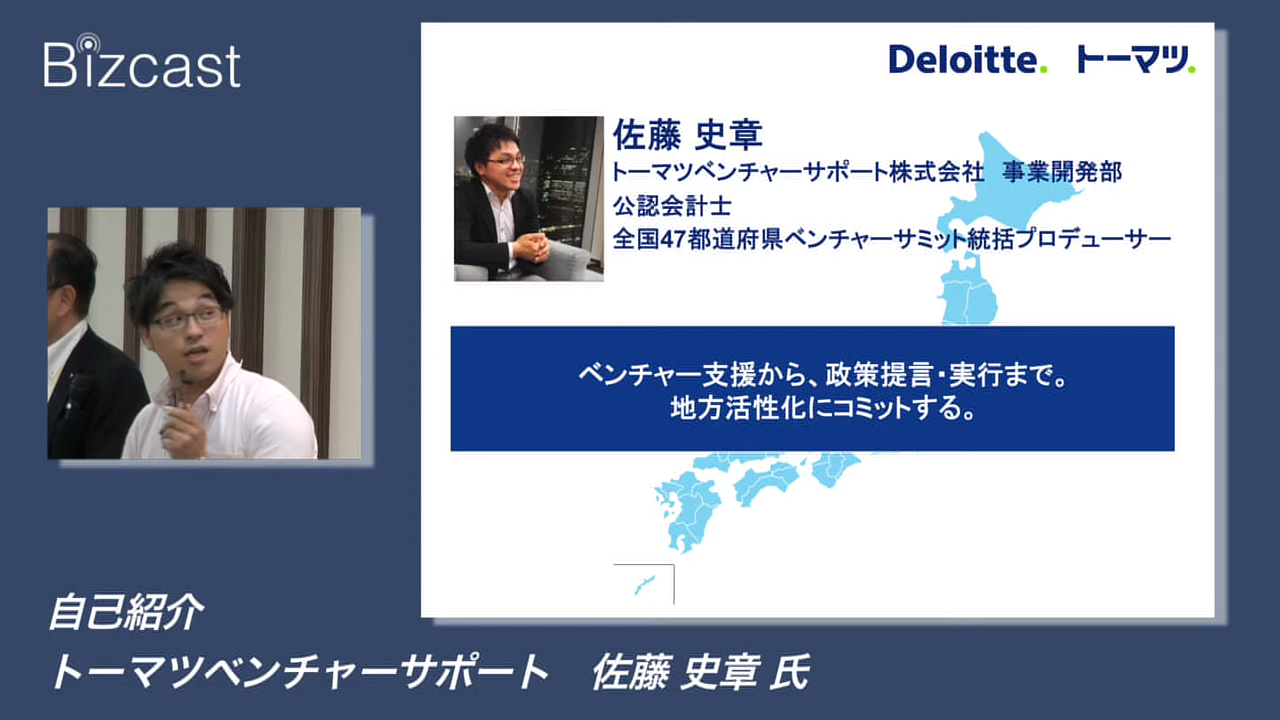 Bizcast
Deloitte. トーマツ.
佐藤 史章
トーマツベンチャーサポート株式会社　事業開発部
公認会計士
全国47都道府県ベンチャーサミット統括プロデューサー
ベンチャー支援から、政策提言・実行まで。
地方活性化にコミットする。
自己紹介
トーマツベンチャーサポート　佐藤 史章 氏